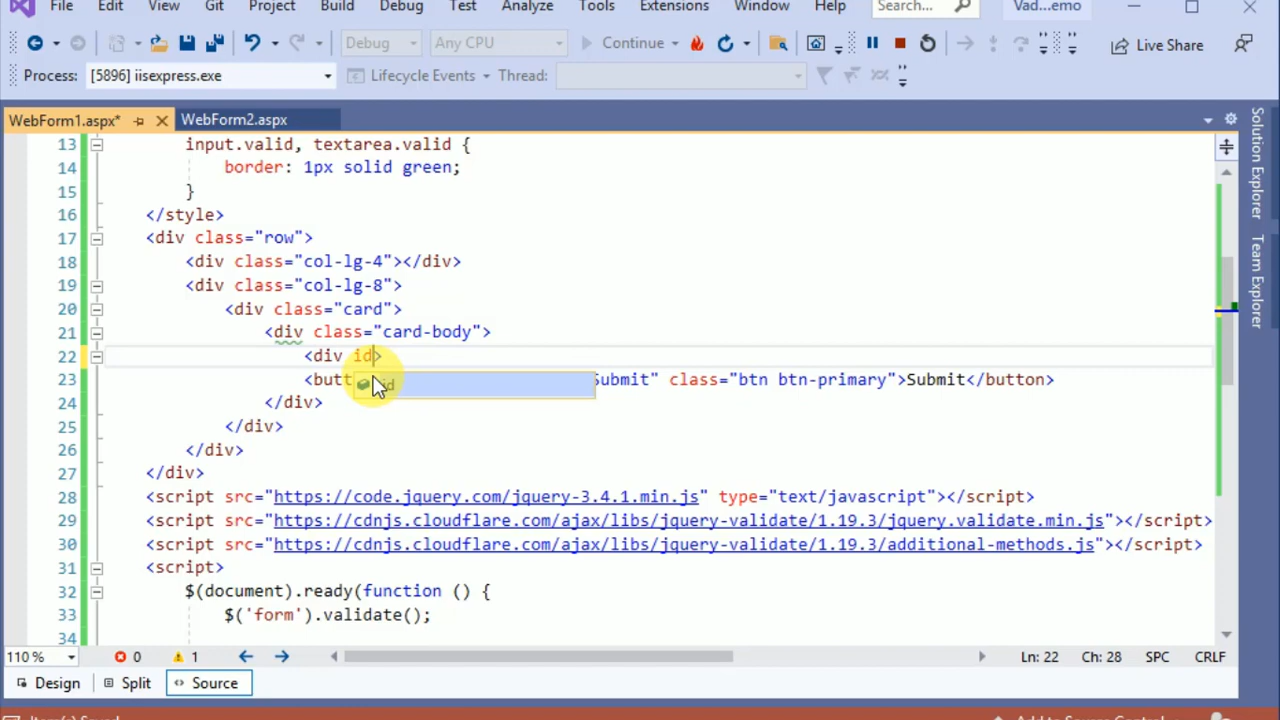 File Edit View Git Project Build Debug Test Analyze Tools Extensions Window Help Search... Vad...emo
Debug Any CPU Continue Live Share
Process: [5896] iisexpress.exe Lifecycle Events Thread:
WebForm1.aspx* WebForm2.aspx
Solution Explorer
Team Explorer
13 input.valid, textarea.valid {
14 border: 1px solid green;
15 }
16 </style>
17 <div class="row">
18 <div class="col-lg-4"></div>
19 <div class="col-lg-8">
20 <div class="card">
21 <div class="card-body">
22 <div id>
id
23 <butt Submit" class="btn btn-primary">Submit</button>
24 </div>
25 </div>
26 </div>
27 </div>
28 <script src="https://code.jquery.com/jquery-3.4.1.min.js" type="text/javascript"></script>
29 <script src="https://cdnjs.cloudflare.com/ajax/libs/jquery-validate/1.19.3/jquery.validate.min.js"></script>
30 <script src="https://cdnjs.cloudflare.com/ajax/libs/jquery-validate/1.19.3/additional-methods.js"></script>
31 <script>
32 $(document).ready(function () {
33 $('form').validate();
34
110 % 0 1 Ln: 22 Ch: 28 SPC CRLF
Design Split Source